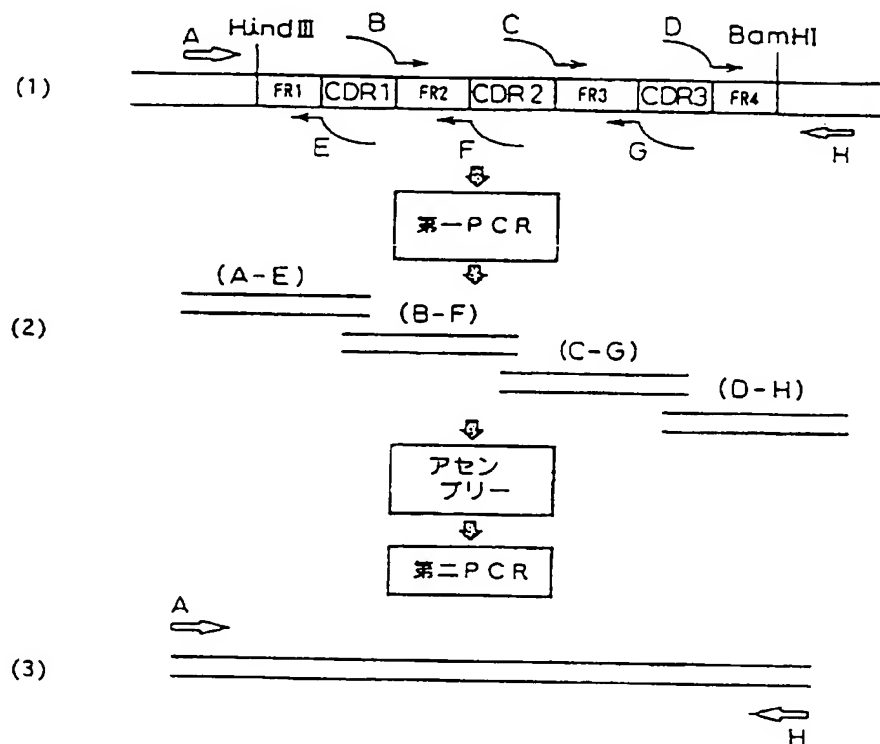 A HindⅢ B C D BamHI
(1)
FR1 CDR1 FR2 CDR2 FR3 CDR3 FR4
E F G H
第一PCR
(A-E)
(2)
(B-F)
(C-G)
(D-H)
アセン
ブリー
第二PCR
A
(3)
H